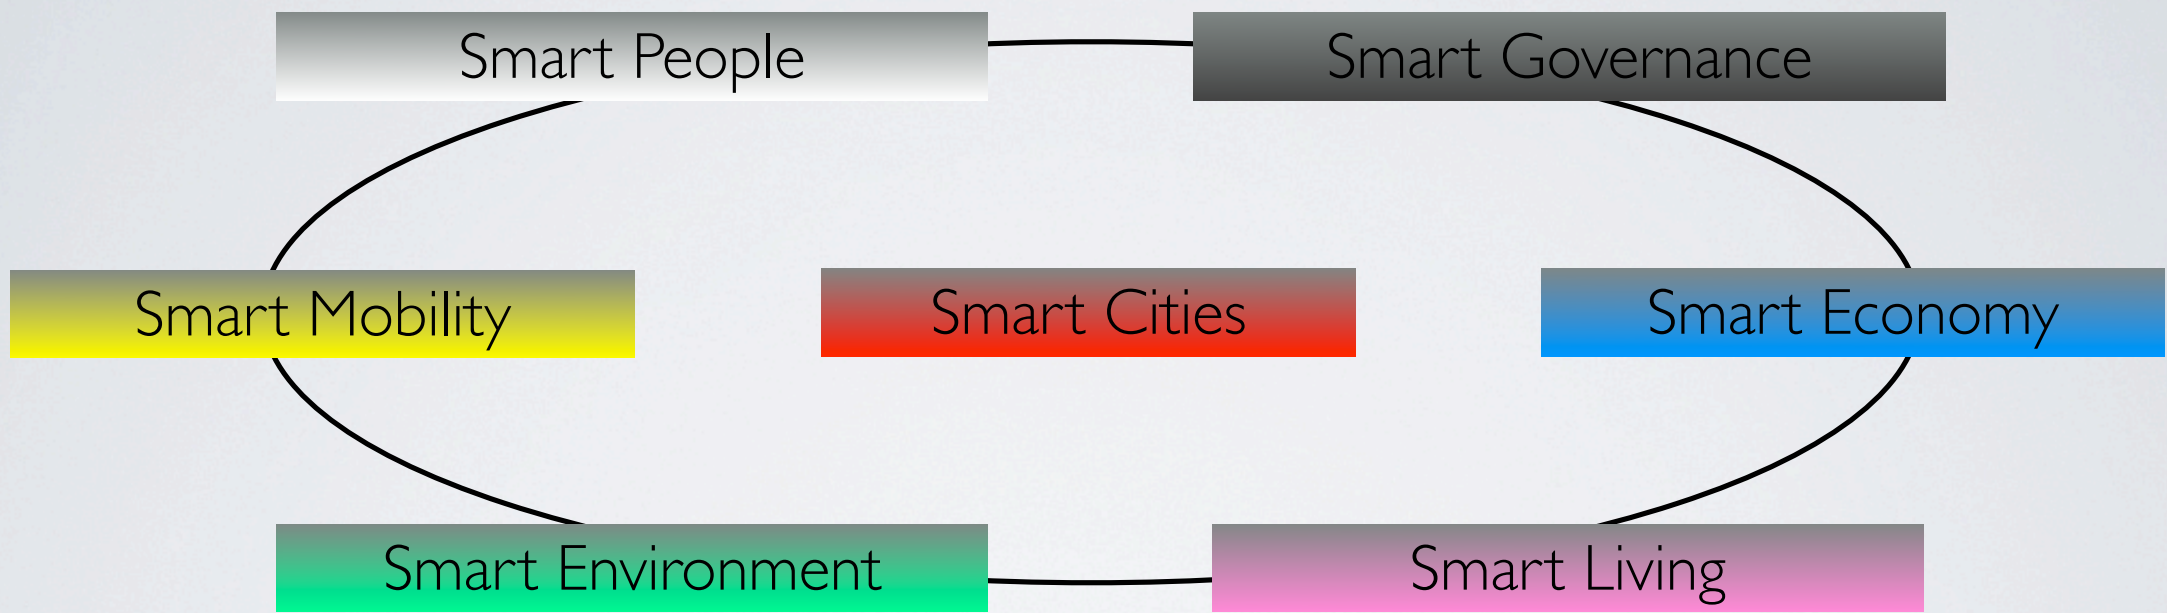 Smart People
Smart Governance
Smart Mobility
Smart Cities
Smart Economy
Smart Environment
Smart Living